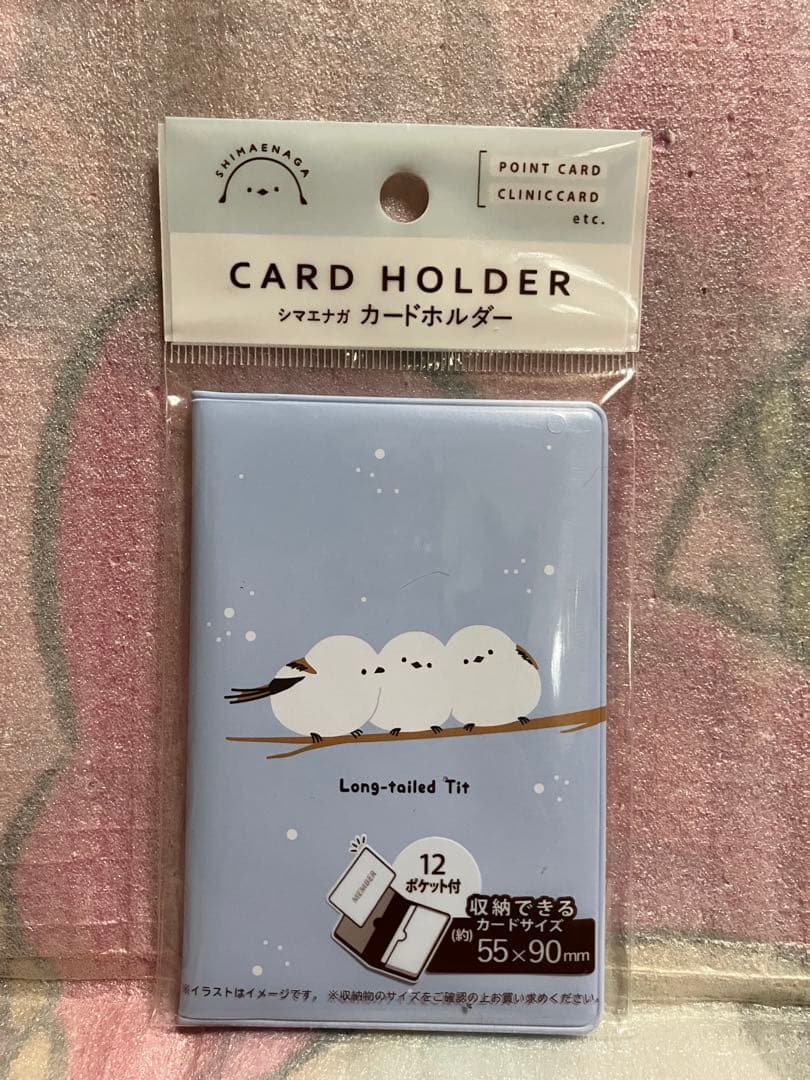 SHIMAENAGA
POINT CARD
CLINICCARD
etc.
CARD HOLDER
シマエナガ カードホルダー
Long-tailed Tit
MEMBER
12
ポケット付
収納できる
カードサイズ
(約) 55×90mm
※イラストはイメージです。 ※収納物のサイズをご確認の上お買い求めください。